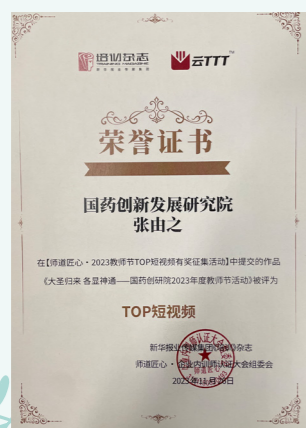 培训杂志 云TTT™
荣誉证书
国药创新发展研究院
张由之
在【师道匠心·2023教师节TOP短视频有奖征集活动】中提交的作品
《大圣归来 各显神通——国药创研院2023年度教师节活动》被评为
TOP短视频
新华报业传媒集团《培训》杂志
师道匠心·企业内训师认证大会组委会
2023年11月28日